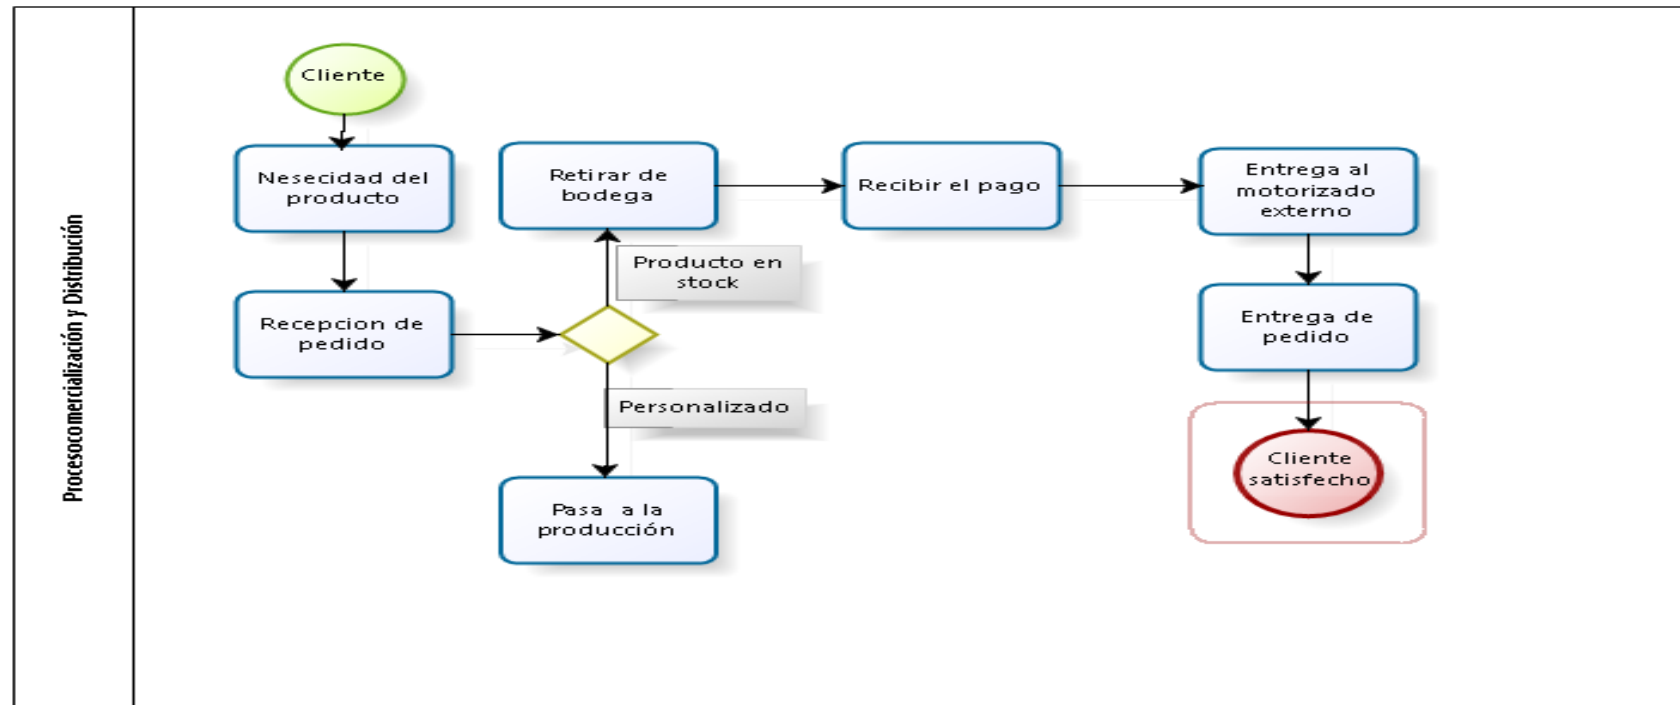 Procesocomercialización y Distribución
Cliente
Nesecidad del
producto
Recepcion de
pedido
Retirar de
bodega
Producto en
stock
Personalizado
Pasa a la
producción
Recibir el pago
Entrega al
motorizado
externo
Entrega de
pedido
Cliente
satisfecho